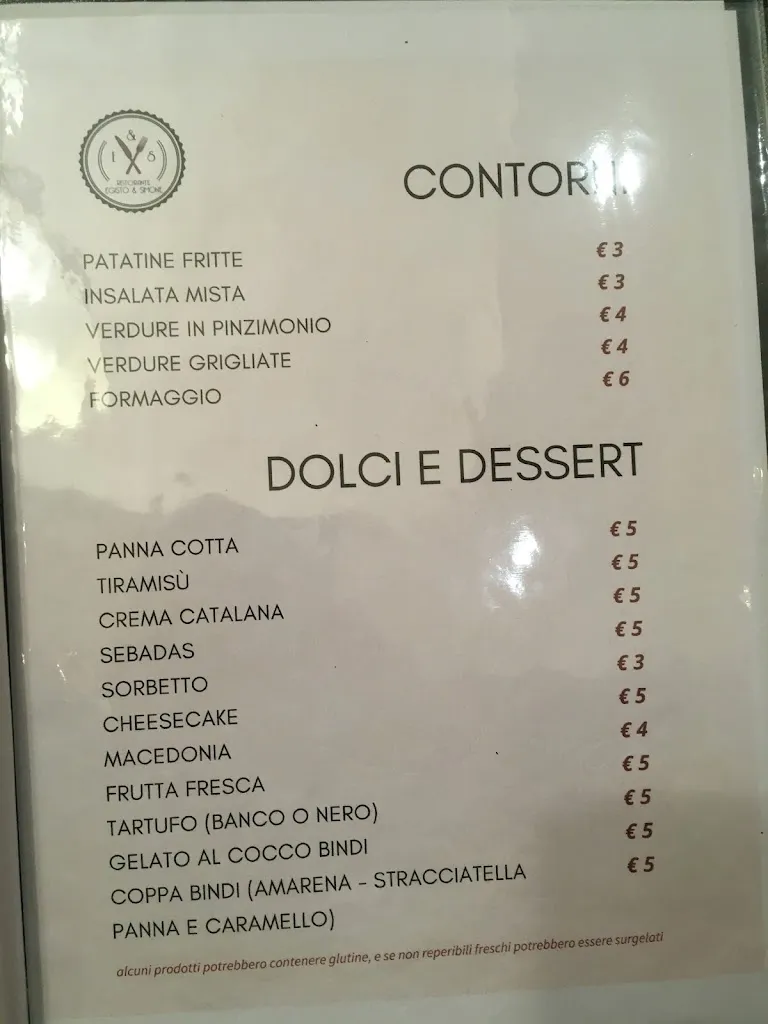 &
I S
RISTORANTE
EGISTO & SIMONE
CONTORNI
PATATINE FRITTE € 3
INSALATA MISTA € 3
VERDURE IN PINZIMONIO € 4
VERDURE GRIGLIATE € 4
FORMAGGIO € 6
DOLCI E DESSERT
PANNA COTTA € 5
TIRAMISÙ € 5
CREMA CATALANA € 5
SEBADAS € 5
SORBETTO € 3
CHEESECAKE € 5
MACEDONIA € 4
FRUTTA FRESCA € 5
TARTUFO (BANCO O NERO) € 5
GELATO AL COCCO BINDI € 5
COPPA BINDI (AMARENA - STRACCIATELLA € 5
PANNA E CARAMELLO)
alcuni prodotti potrebbero contenere glutine, e se non reperibili freschi potrebbero essere surgelati